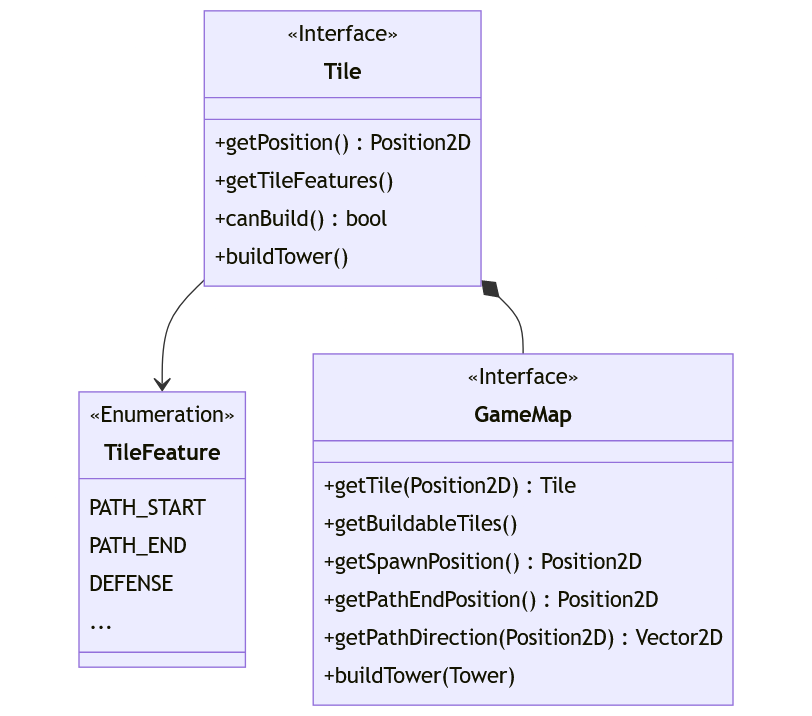 «Interface»
Tile
+getPosition() : Position2D
+getTileFeatures()
+canBuild() : bool
+buildTower()
«Enumeration»
TileFeature
PATH_START
PATH_END
DEFENSE
...
«Interface»
GameMap
+getTile(Position2D) : Tile
+getBuildableTiles()
+getSpawnPosition() : Position2D
+getPathEndPosition() : Position2D
+getPathDirection(Position2D) : Vector2D
+buildTower(Tower)